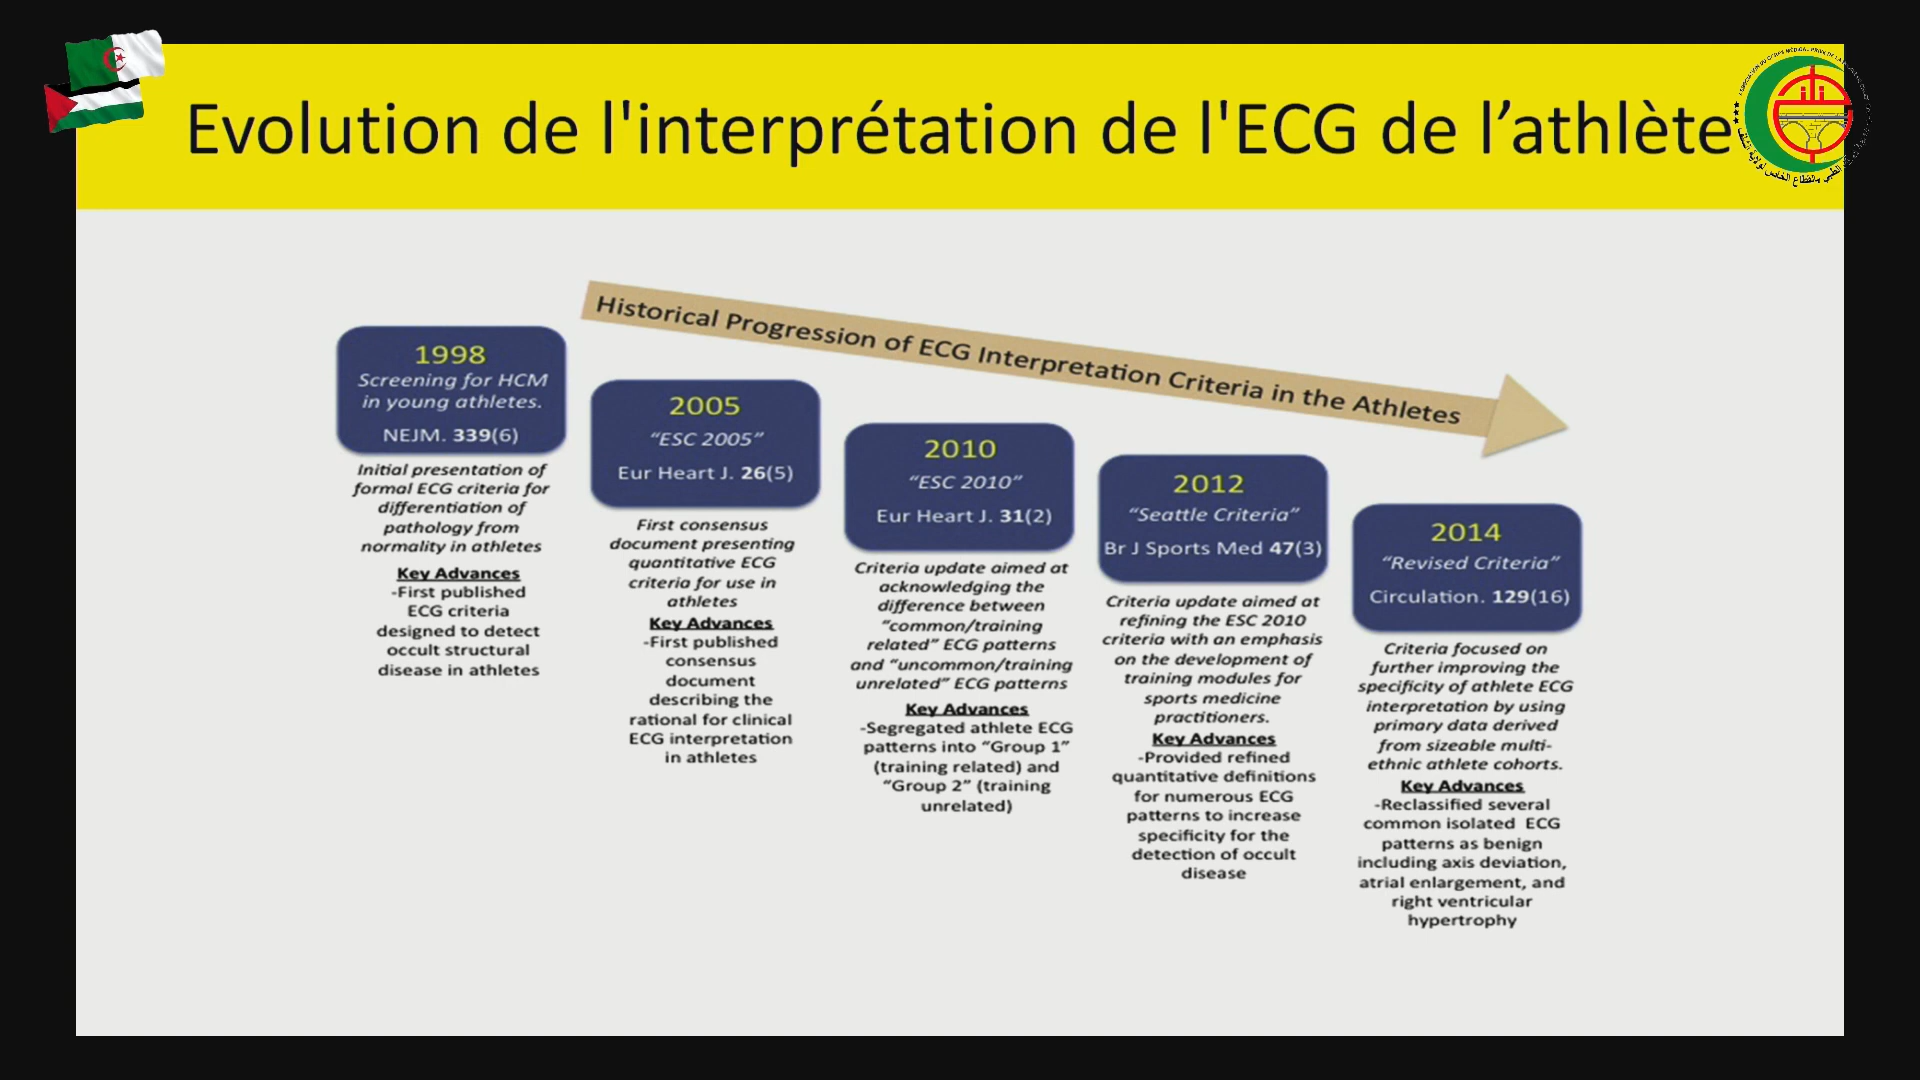 Evolution de l'interprétation de l'ECG de l’athlète
Historical Progression of ECG Interpretation Criteria in the Athletes
1998
Screening for HCM
in young athletes.
NEJM. 339(6)
Initial presentation of
formal ECG criteria for
differentiation of
pathology from
normality in athletes
Key Advances
-First published
ECG criteria
designed to detect
occult structural
disease in athletes
2005
“ESC 2005”
Eur Heart J. 26(5)
First consensus
document presenting
quantitative ECG
criteria for use in
athletes
Key Advances
-First published
consensus
document
describing the
rational for clinical
ECG interpretation
in athletes
2010
“ESC 2010”
Eur Heart J. 31(2)
Criteria update aimed at
acknowledging the
difference between
“common/training
related” ECG patterns
and “uncommon/training
unrelated” ECG patterns
Key Advances
-Segregated athlete ECG
patterns into “Group 1”
(training related) and
“Group 2” (training
unrelated)
2012
“Seattle Criteria”
Br J Sports Med 47(3)
Criteria update aimed at
refining the ESC 2010
criteria with an emphasis
on the development of
training modules for
sports medicine
practitioners.
Key Advances
-Provided refined
quantitative definitions
for numerous ECG
patterns to increase
specificity for the
detection of occult
disease
2014
“Revised Criteria”
Circulation. 129(16)
Criteria focused on
further improving the
specificity of athlete ECG
interpretation by using
primary data derived
from sizeable multi-
ethnic athlete cohorts.
Key Advances
-Reclassified several
common isolated ECG
patterns as benign
including axis deviation,
atrial enlargement, and
right ventricular
hypertrophy